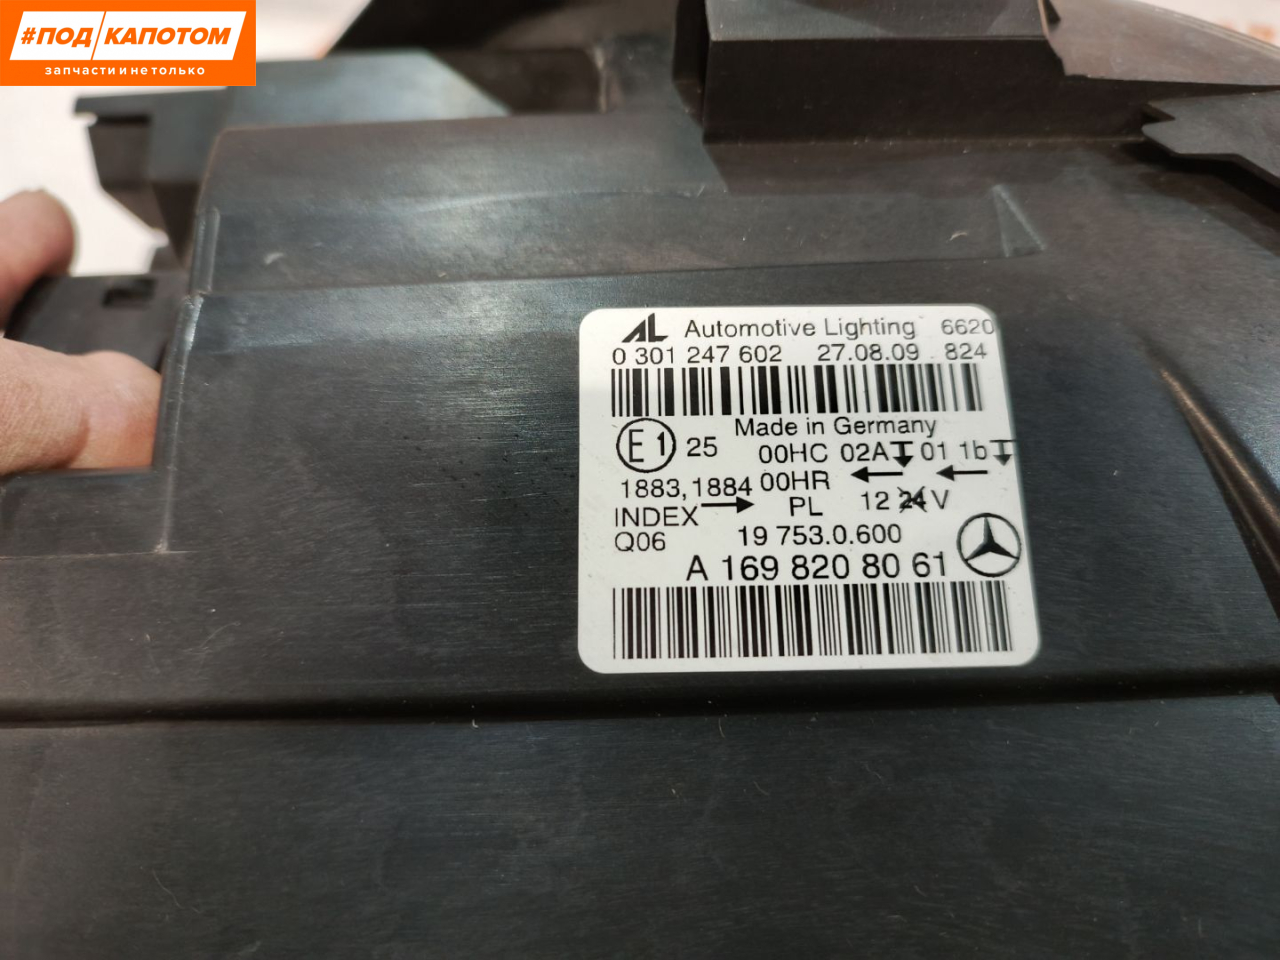 #ПОД/КАПОТОМ
запчасти и не только
AL Automotive Lighting 6620
0 301 247 602 27.08.09 824
Made in Germany
E1 25 00HC 02A 01 1b
1883,1884 00HR
INDEX → PL 12 24 V
Q06 19 753.0.600
A 169 820 80 61